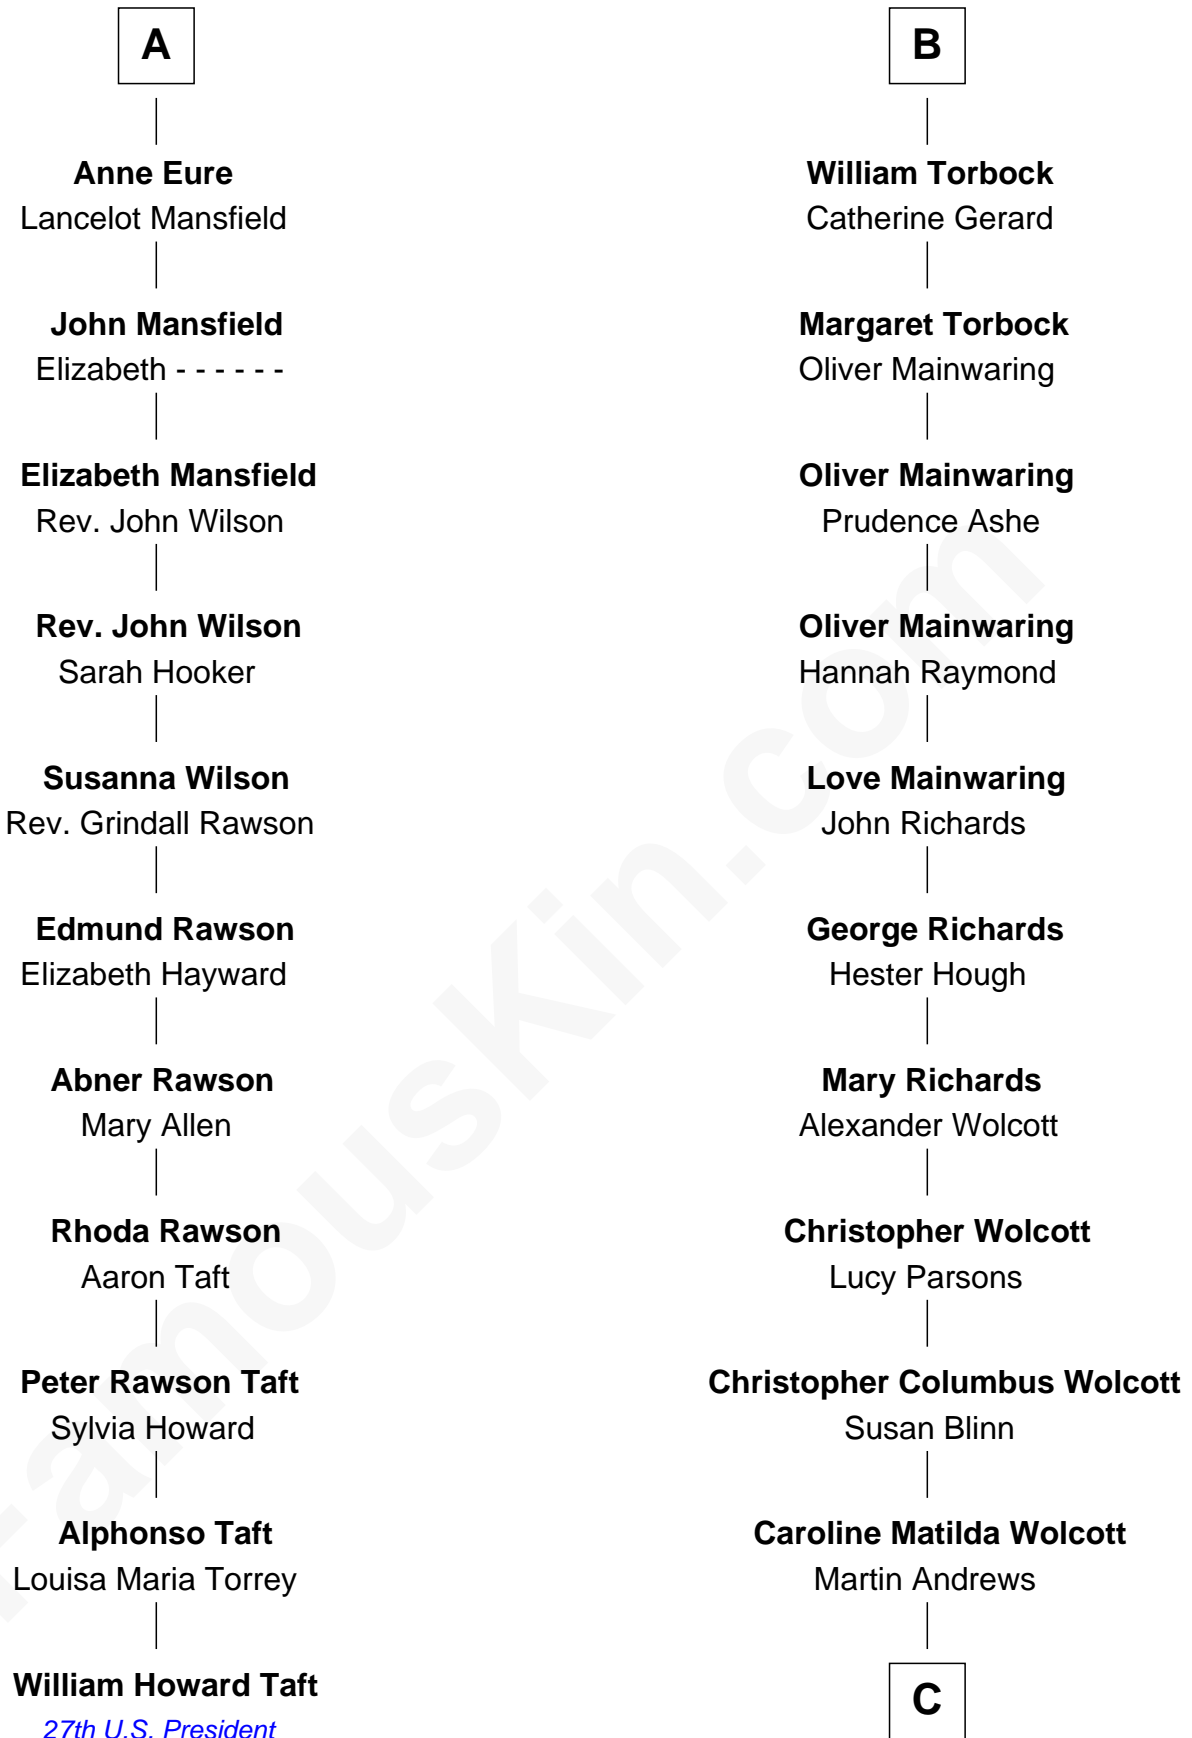 A
Anne Eure
Lancelot Mansfield
John Mansfield
Elizabeth - - - - - -
Elizabeth Mansfield
Rev. John Wilson
Rev. John Wilson
Sarah Hooker
Susanna Wilson
Rev. Grindall Rawson
Edmund Rawson
Elizabeth Hayward
Abner Rawson
Mary Allen
Rhoda Rawson
Aaron Taft
Peter Rawson Taft
Sylvia Howard
Alphonso Taft
Louisa Maria Torrey
William Howard Taft
27th U.S. President
B
William Torbock
Catherine Gerard
Margaret Torbock
Oliver Mainwaring
Oliver Mainwaring
Prudence Ashe
Oliver Mainwaring
Hannah Raymond
Love Mainwaring
John Richards
George Richards
Hester Hough
Mary Richards
Alexander Wolcott
Christopher Wolcott
Lucy Parsons
Christopher Columbus Wolcott
Susan Blinn
Caroline Matilda Wolcott
Martin Andrews
C
FamousKin.com